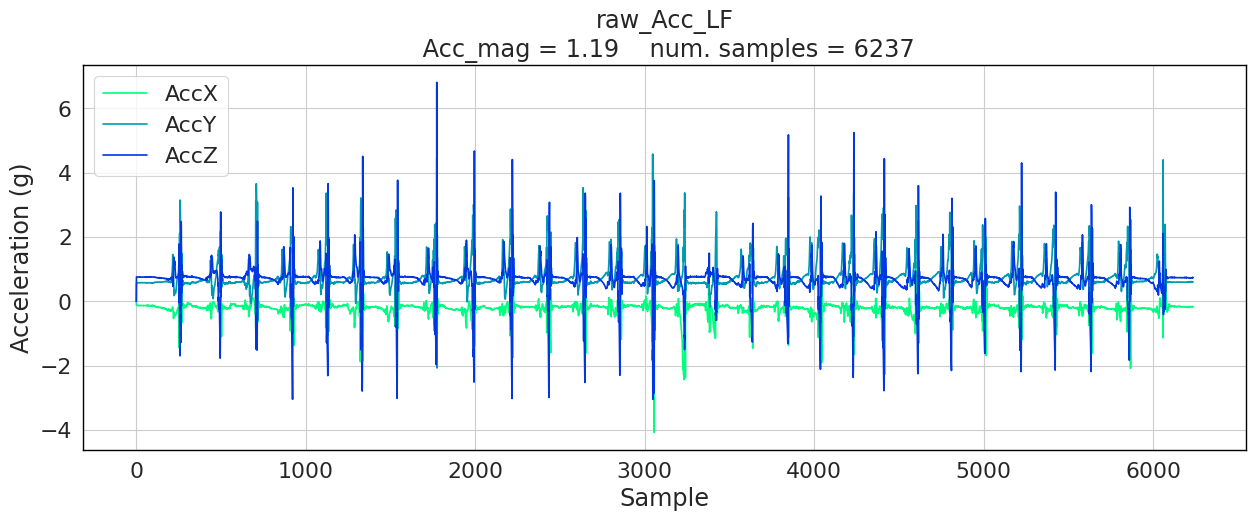 raw_Acc_LF
Acc_mag = 1.19    num. samples = 6237
AccX
AccY
AccZ
Acceleration (g)
6
4
2
0
−2
−4
0 1000 2000 3000 4000 5000 6000
Sample